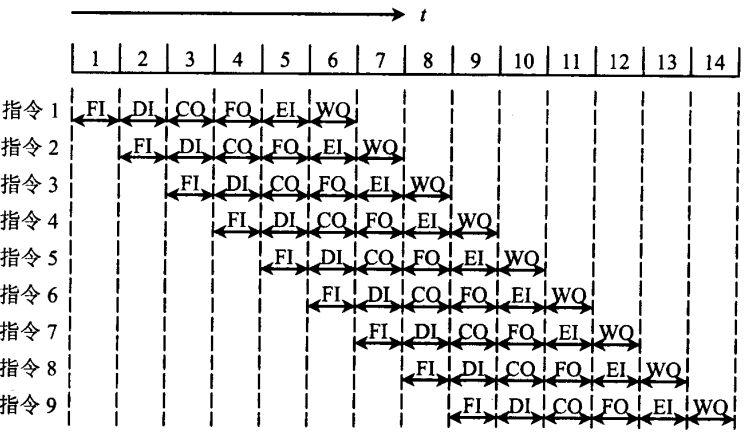 t
1 2 3 4 5 6 7 8 9 10 11 12 13 14
指令 1 FI DI CO FO EI WO
指令 2 FI DI CO FO EI WO
指令 3 FI DI CO FO EI WO
指令 4 FI DI CO FO EI WO
指令 5 FI DI CO FO EI WO
指令 6 FI DI CO FO EI WO
指令 7 FI DI CO FO EI WO
指令 8 FI DI CO FO EI WO
指令 9 FI DI CO FO EI WO